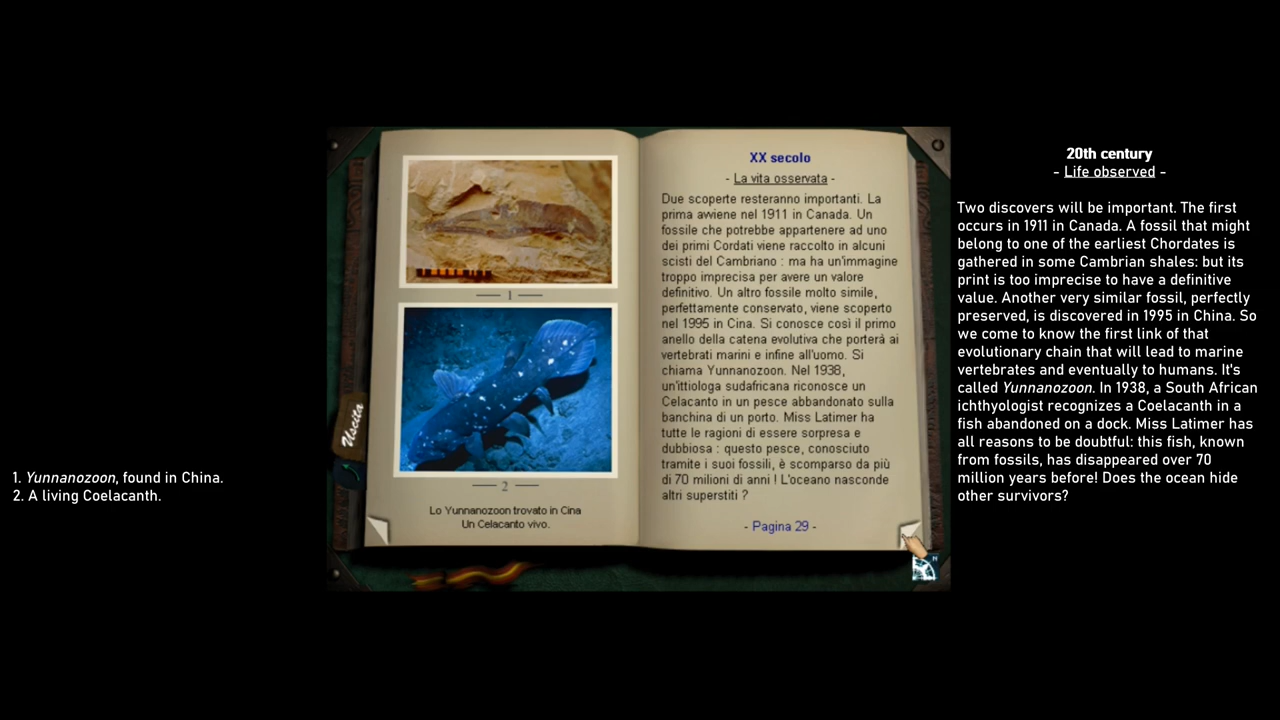 1. Yunnanozoon, found in China.
2. A living Coelacanth.
Uscita
1
2
Lo Yunnanozoon trovato in Cina
Un Celacanto vivo.
XX secolo
- La vita osservata -
Due scoperte resteranno importanti. La
prima avviene nel 1911 in Canada. Un
fossile che potrebbe appartenere ad uno
dei primi Cordati viene raccolto in alcuni
scisti del Cambriano : ma ha un'immagine
troppo imprecisa per avere un valore
definitivo. Un altro fossile molto simile,
perfettamente conservato, viene scoperto
nel 1995 in Cina. Si conosce così il primo
anello della catena evolutiva che porterà ai
vertebrati marini e infine all'uomo. Si
chiama Yunnanozoon. Nel 1938,
un'ittiologa sudafricana riconosce un
Celacanto in un pesce abbandonato sulla
banchina di un porto. Miss Latimer ha
tutte le ragioni di essere sorpresa e
dubbiosa : questo pesce, conosciuto
tramite i suoi fossili, è scomparso da più
di 70 milioni di anni ! L'oceano nasconde
altri superstiti ?
- Pagina 29 -
N
20th century
- Life observed -
Two discovers will be important. The first
occurs in 1911 in Canada. A fossil that might
belong to one of the earliest Chordates is
gathered in some Cambrian shales: but its
print is too imprecise to have a definitive
value. Another very similar fossil, perfectly
preserved, is discovered in 1995 in China. So
we come to know the first link of that
evolutionary chain that will lead to marine
vertebrates and eventually to humans. It's
called Yunnanozoon. In 1938, a South African
ichthyologist recognizes a Coelacanth in a
fish abandoned on a dock. Miss Latimer has
all reasons to be doubtful: this fish, known
from fossils, has disappeared over 70
million years before! Does the ocean hide
other survivors?